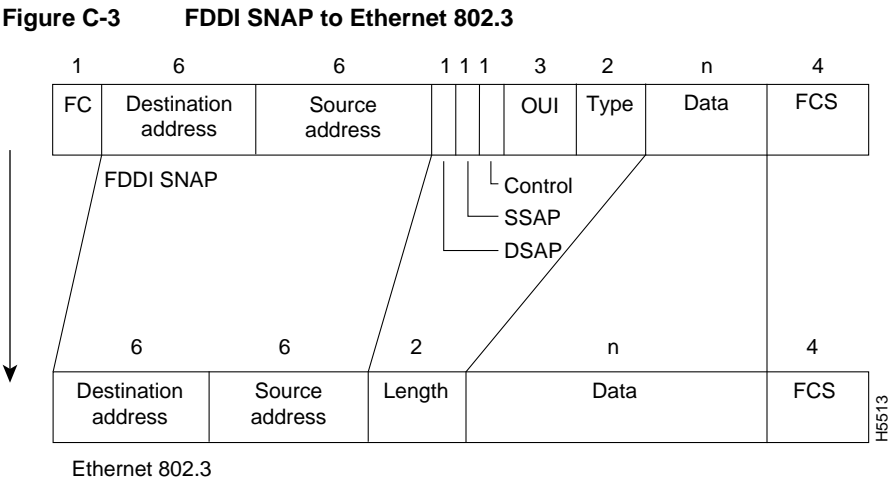 Figure C-3 FDDI SNAP to Ethernet 802.3
1 6 6 1 1 1 3 2 n 4
FC Destination address Source address OUI Type Data FCS
FDDI SNAP
Control
SSAP
DSAP
6 6 2 n 4
Destination address Source address Length Data FCS
H5513
Ethernet 802.3